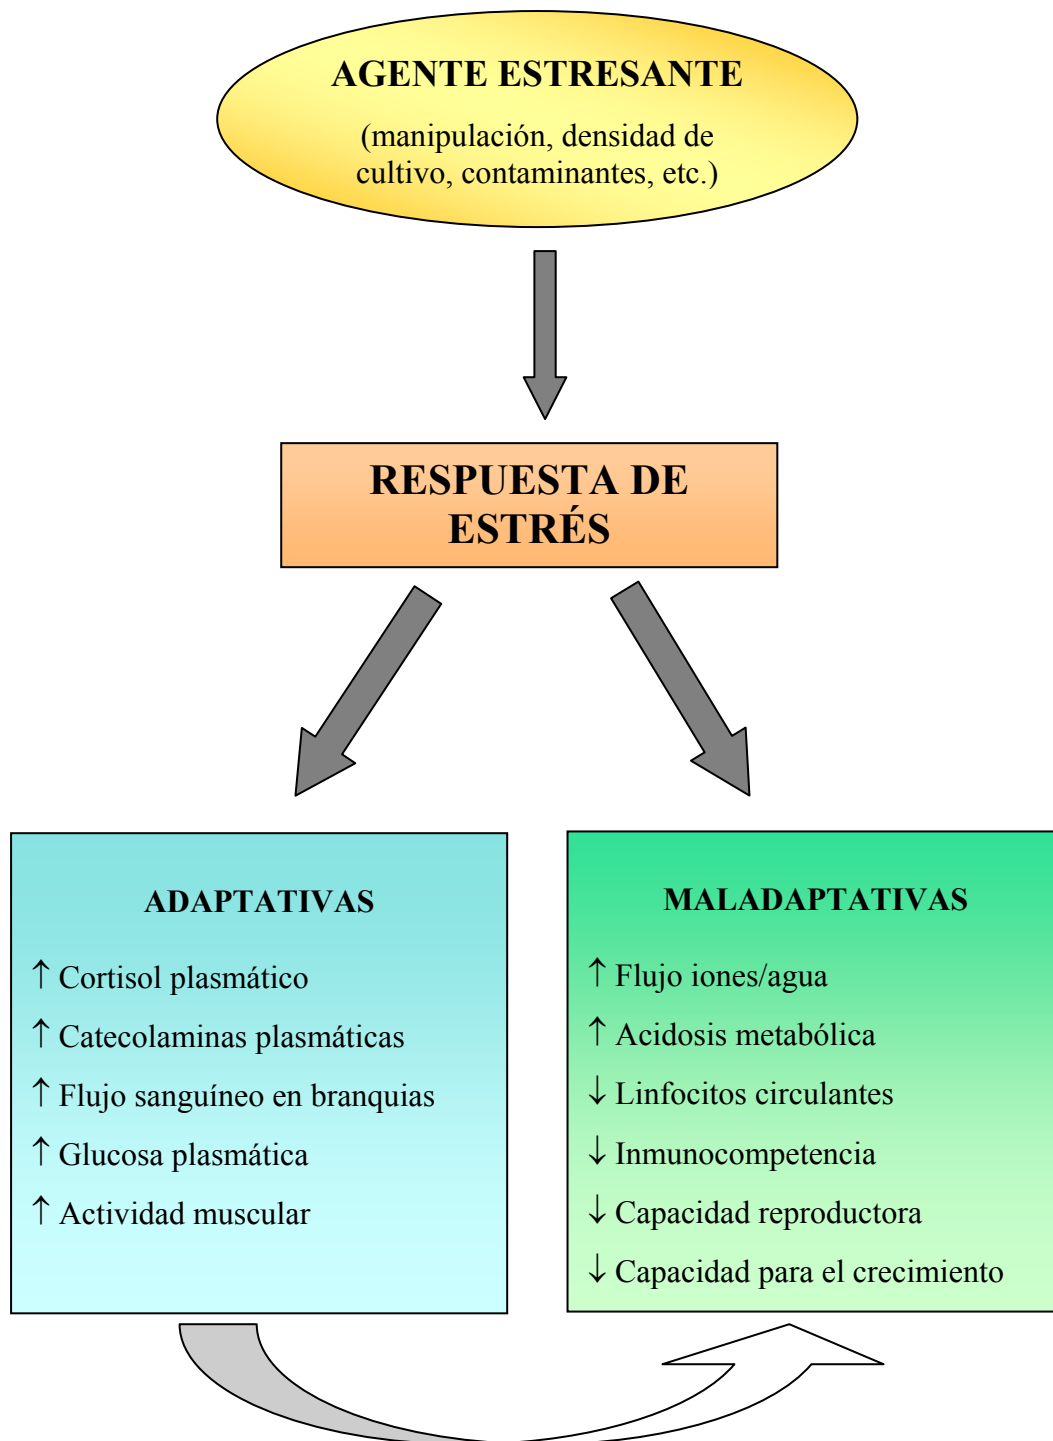 AGENTE ESTRESANTE
(manipulación, densidad de
cultivo, contaminantes, etc.)
RESPUESTA DE
ESTRÉS
ADAPTATIVAS
↑ Cortisol plasmático
↑ Catecolaminas plasmáticas
↑ Flujo sanguíneo en branquias
↑ Glucosa plasmática
↑ Actividad muscular
MALADAPTATIVAS
↑ Flujo iones/agua
↑ Acidosis metabólica
↓ Linfocitos circulantes
↓ Inmunocompetencia
↓ Capacidad reproductora
↓ Capacidad para el crecimiento